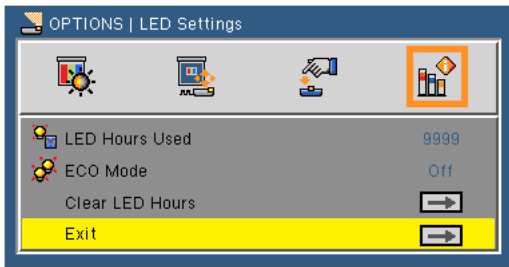 OPTIONS | LED Settings
LED Hours Used 9999
ECO Mode Off
Clear LED Hours
Exit